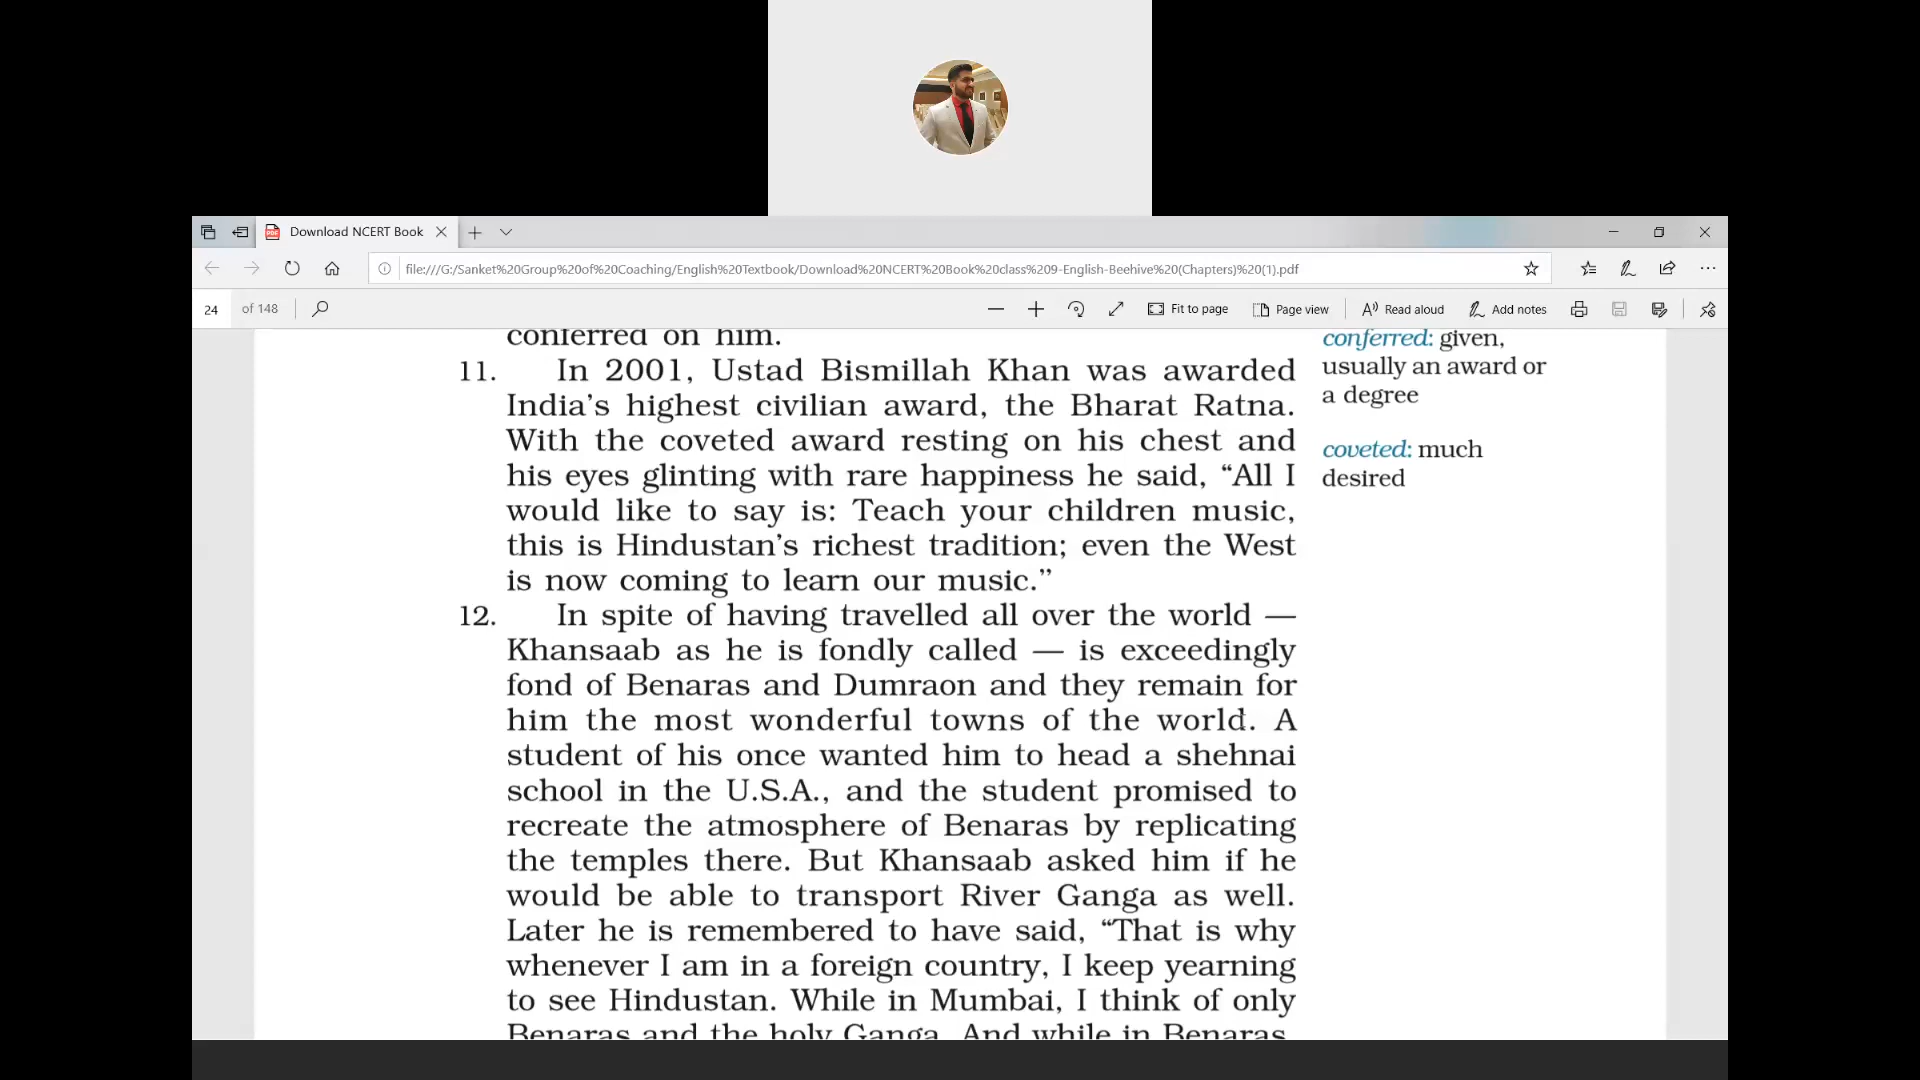 Download NCERT Book
file:///G:/Sanket%20Group%20of%20Coaching/English%20Textbook/Download%20NCERT%20Book%20class%209-English-Beehive%20(Chapters)%20(1).pdf
24 of 148 Fit to page Page view Read aloud Add notes
conferred on him.
11. In 2001, Ustad Bismillah Khan was awarded
India’s highest civilian award, the Bharat Ratna.
With the coveted award resting on his chest and
his eyes glinting with rare happiness he said, “All I
would like to say is: Teach your children music,
this is Hindustan’s richest tradition; even the West
is now coming to learn our music.’’
12. In spite of having travelled all over the world —
Khansaab as he is fondly called — is exceedingly
fond of Benaras and Dumraon and they remain for
him the most wonderful towns of the world. A
student of his once wanted him to head a shehnai
school in the U.S.A., and the student promised to
recreate the atmosphere of Benaras by replicating
the temples there. But Khansaab asked him if he
would be able to transport River Ganga as well.
Later he is remembered to have said, “That is why
whenever I am in a foreign country, I keep yearning
to see Hindustan. While in Mumbai, I think of only
Benaras and the holy Ganga. And while in Benaras,
conferred: given,
usually an award or
a degree
coveted: much
desired